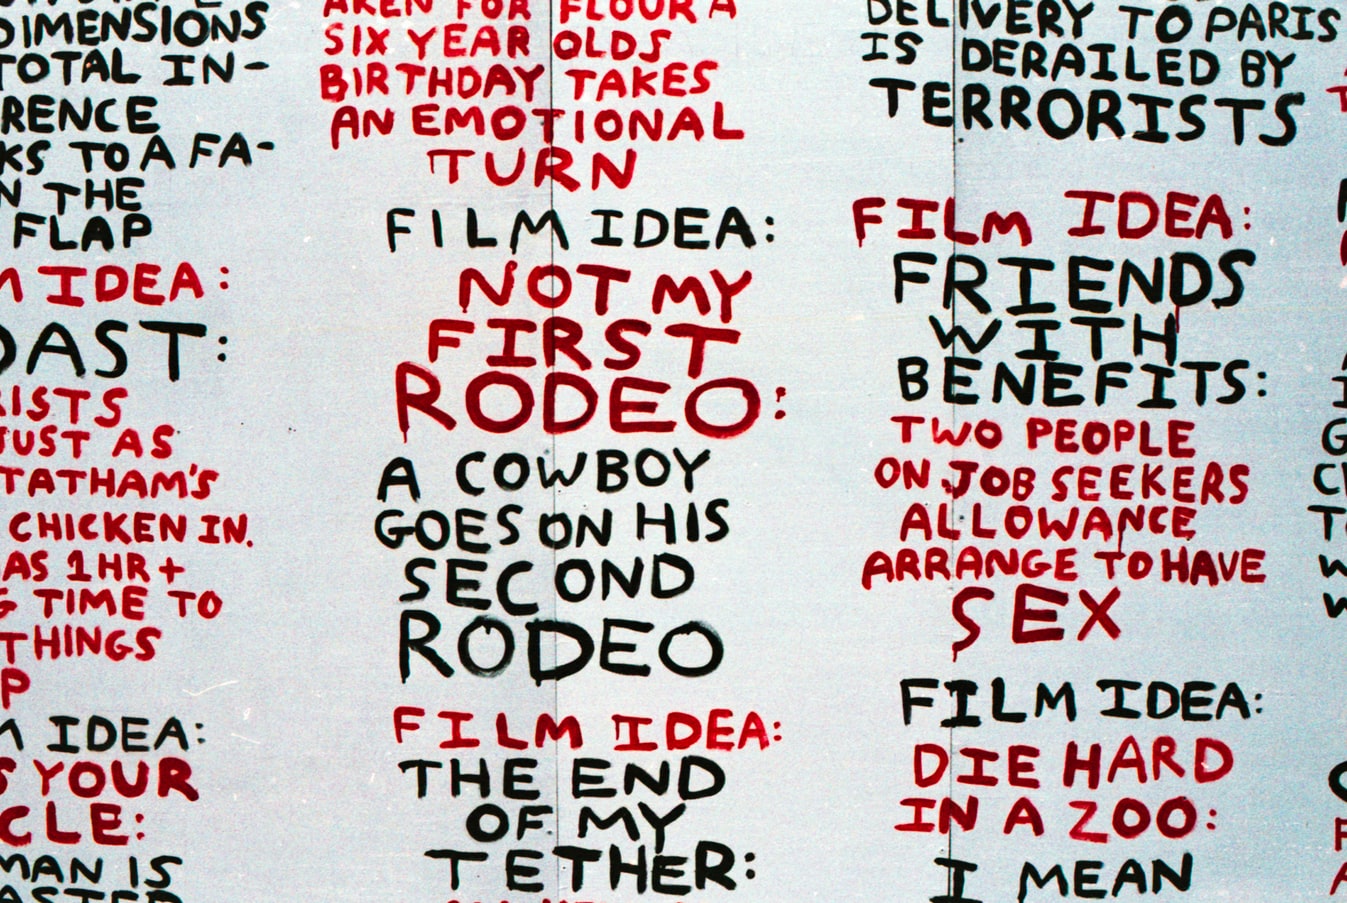 DIMENSIONS
TOTAL IN-
RENCE
KS TO A FA-
N THE
FLAP
M IDEA:
OAST:
RISTS
JUST AS
TATHAM'S
CHICKEN IN.
AS 1HR+
G TIME TO
THINGS
P
M IDEA:
S YOUR
CLE:
MAN IS
ASTED
AKEN FOR FLOUR A
SIX YEAR OLDS
BIRTHDAY TAKES
AN EMOTIONAL
TURN
FILM IDEA:
NOT MY
FIRST
RODEO:
A COWBOY
GOES ON HIS
SECOND
RODEO
FILM IDEA:
THE END
OF MY
TETHER:
DELIVERY TO PARIS
IS DERAILED BY
TERRORISTS
FILM IDEA:
FRIENDS
WITH
BENEFITS:
TWO PEOPLE
ON JOB SEEKERS
ALLOWANCE
ARRANGE TO HAVE
SEX
FILM IDEA:
DIE HARD
IN A ZOO:
I MEAN